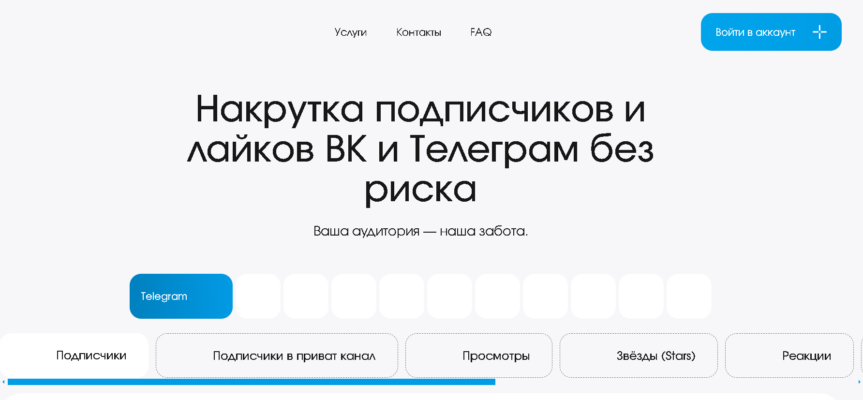 Услуги Контакты FAQ Войти в аккаунт
Накрутка подписчиков и
лайков ВК и Телеграм без
риска
Ваша аудитория — наша забота.
Telegram
Подписчики Подписчики в приват канал Просмотры Звёзды (Stars) Реакции